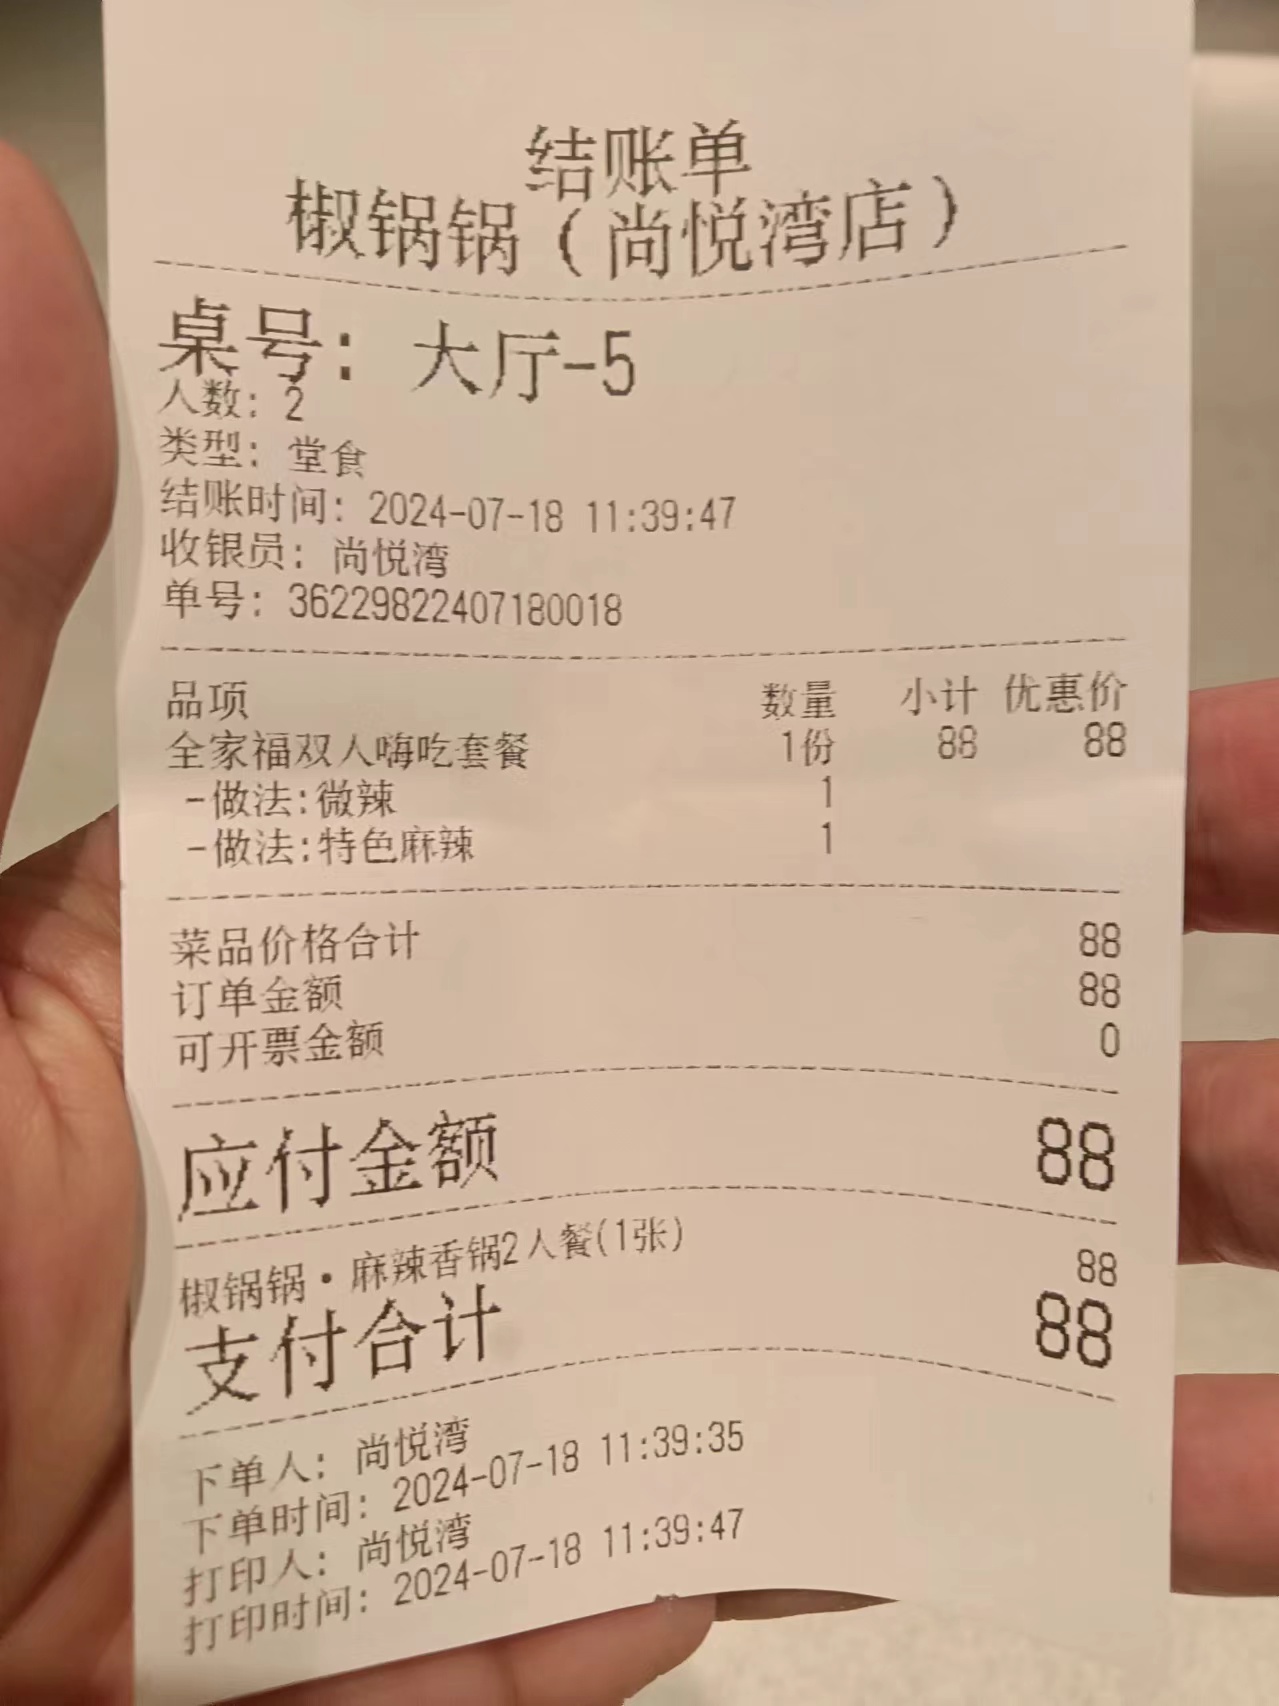 结账单
椒锅锅（尚悦湾店）
桌号：大厅-5
人数：2
类型：堂食
结账时间：2024-07-18 11:39:47
收银员：尚悦湾
单号：36229822407180018
品项 数量 小计 优惠价
全家福双人嗨吃套餐 1份 88 88
-做法:微辣 1
-做法:特色麻辣 1
菜品价格合计 88
订单金额 88
可开票金额 0
应付金额 88
椒锅锅·麻辣香锅2人餐(1张) 88
支付合计 88
下单人：尚悦湾
下单时间：2024-07-18 11:39:35
打印人：尚悦湾
打印时间：2024-07-18 11:39:47